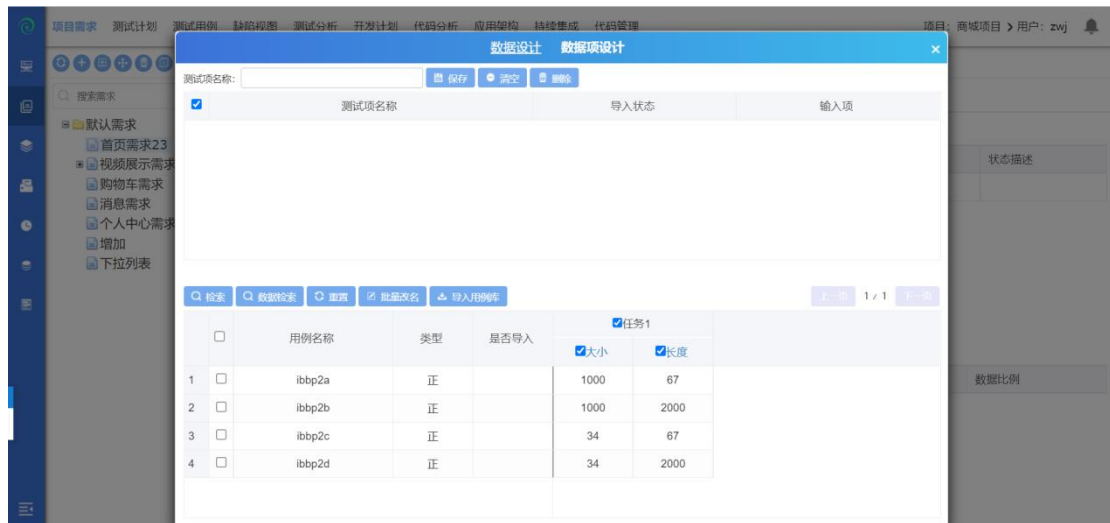 项目需求 测试计划 测试用例 缺陷视图 测试分析 开发计划 代码分析 应用架构 持续集成 代码管理 项目: 商城项目 用户: zwj
数据设计 数据项设计 ×
测试项名称: 保存 清空 删除
搜索需求
测试项名称 导入状态 输入项
默认需求
首页需求23
视频展示需求 状态描述
购物车需求
消息需求
个人中心需求
增加
下拉列表
检索 数据检索 重置 批量改名 导入用例库 上一页 1 / 1 下一页
任务1
用例名称 类型 是否导入
大小 长度
1 ibbp2a 正 1000 67 数据比例
2 ibbp2b 正 1000 2000
3 ibbp2c 正 34 67
4 ibbp2d 正 34 2000